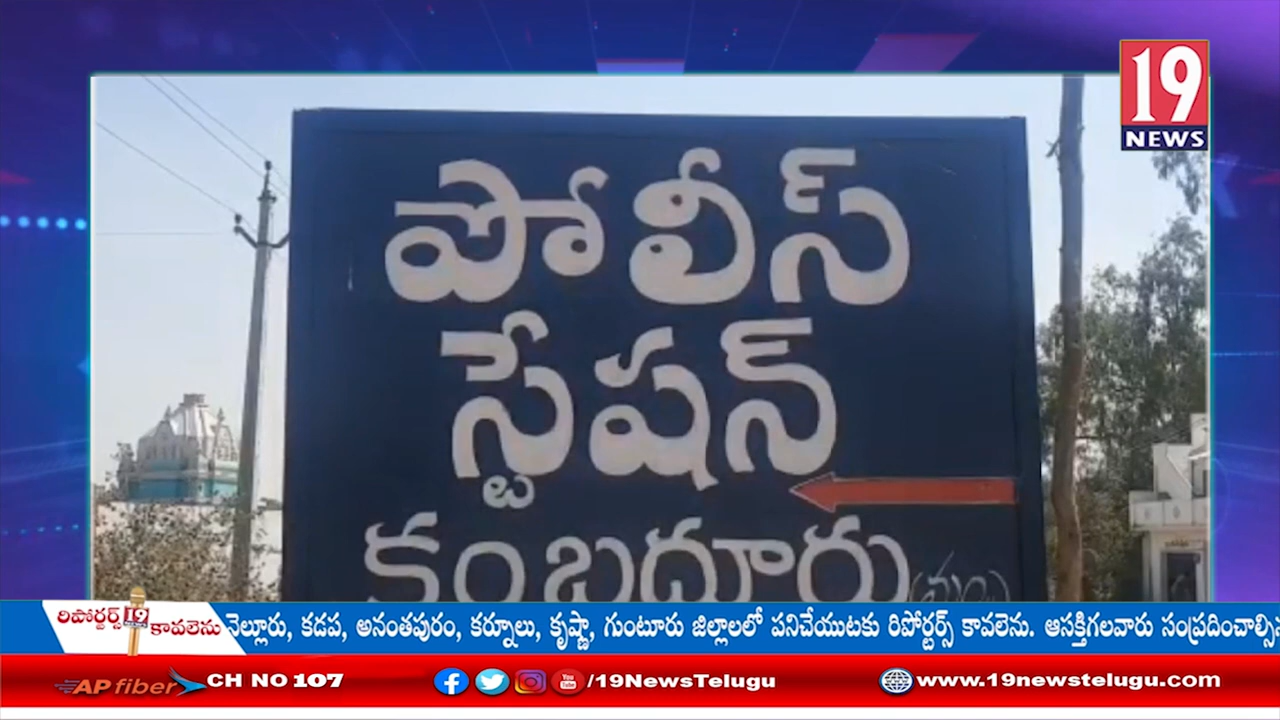 19
NEWS
పోలీస్
స్టేషన్
కంబదూరు (మం)
రిపోర్టర్స్ 19 కావలెను
నెల్లూరు, కడప, అనంతపురం, కర్నూలు, కృష్ణా, గుంటూరు జిల్లాలలో పనిచేయుటకు రిపోర్టర్స్ కావలెను. ఆసక్తిగలవారు
AP fiber CH NO 107 /19NewsTelugu www.19newstelugu.com